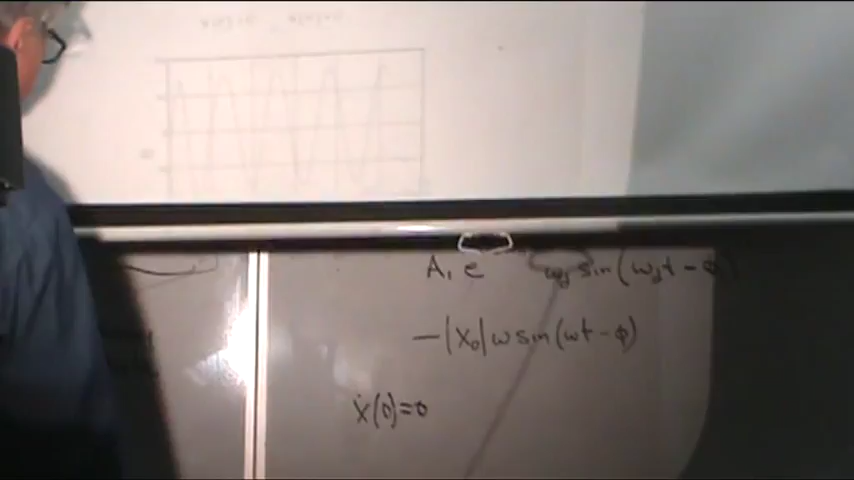 A₁ e ω_d sin(ω_d t − φ)
−|x₀| ω sin(ωt − φ)
ẋ(0)=0